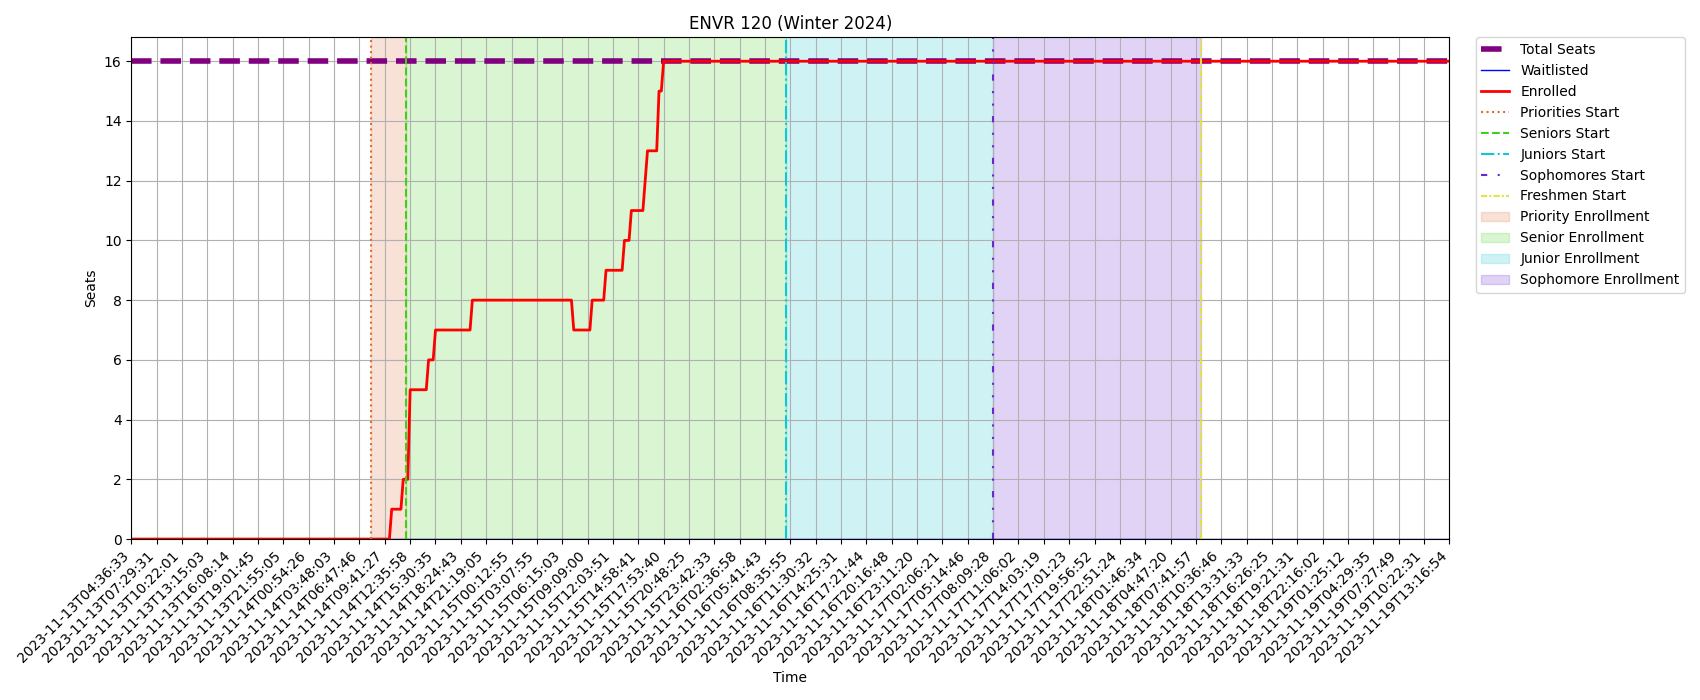 ENVR 120 (Winter 2024)
16
14
12
10
8
6
4
2
0
Seats
2023-11-13T04:36:33
2023-11-13T07:29:31
2023-11-13T10:22:01
2023-11-13T13:15:03
2023-11-13T16:08:14
2023-11-13T19:01:45
2023-11-13T21:55:05
2023-11-14T00:54:26
2023-11-14T03:48:03
2023-11-14T06:47:46
2023-11-14T09:41:27
2023-11-14T12:35:58
2023-11-14T15:30:35
2023-11-14T18:24:43
2023-11-14T21:19:05
2023-11-15T00:12:55
2023-11-15T03:07:55
2023-11-15T06:15:03
2023-11-15T09:09:00
2023-11-15T12:03:51
2023-11-15T14:58:41
2023-11-15T17:53:40
2023-11-15T20:48:25
2023-11-15T23:42:33
2023-11-16T02:36:58
2023-11-16T05:41:43
2023-11-16T08:35:55
2023-11-16T11:30:32
2023-11-16T14:25:31
2023-11-16T17:21:44
2023-11-16T20:16:48
2023-11-16T23:11:20
2023-11-17T02:06:21
2023-11-17T05:14:46
2023-11-17T08:09:28
2023-11-17T11:06:02
2023-11-17T14:03:19
2023-11-17T17:01:23
2023-11-17T19:56:52
2023-11-17T22:51:24
2023-11-18T01:46:34
2023-11-18T04:47:20
2023-11-18T07:41:57
2023-11-18T10:36:46
2023-11-18T13:31:33
2023-11-18T16:26:25
2023-11-18T19:21:31
2023-11-18T22:16:02
2023-11-19T01:25:12
2023-11-19T04:29:35
2023-11-19T07:27:49
2023-11-19T10:22:31
2023-11-19T13:16:54
Time
Total Seats
Waitlisted
Enrolled
Priorities Start
Seniors Start
Juniors Start
Sophomores Start
Freshmen Start
Priority Enrollment
Senior Enrollment
Junior Enrollment
Sophomore Enrollment